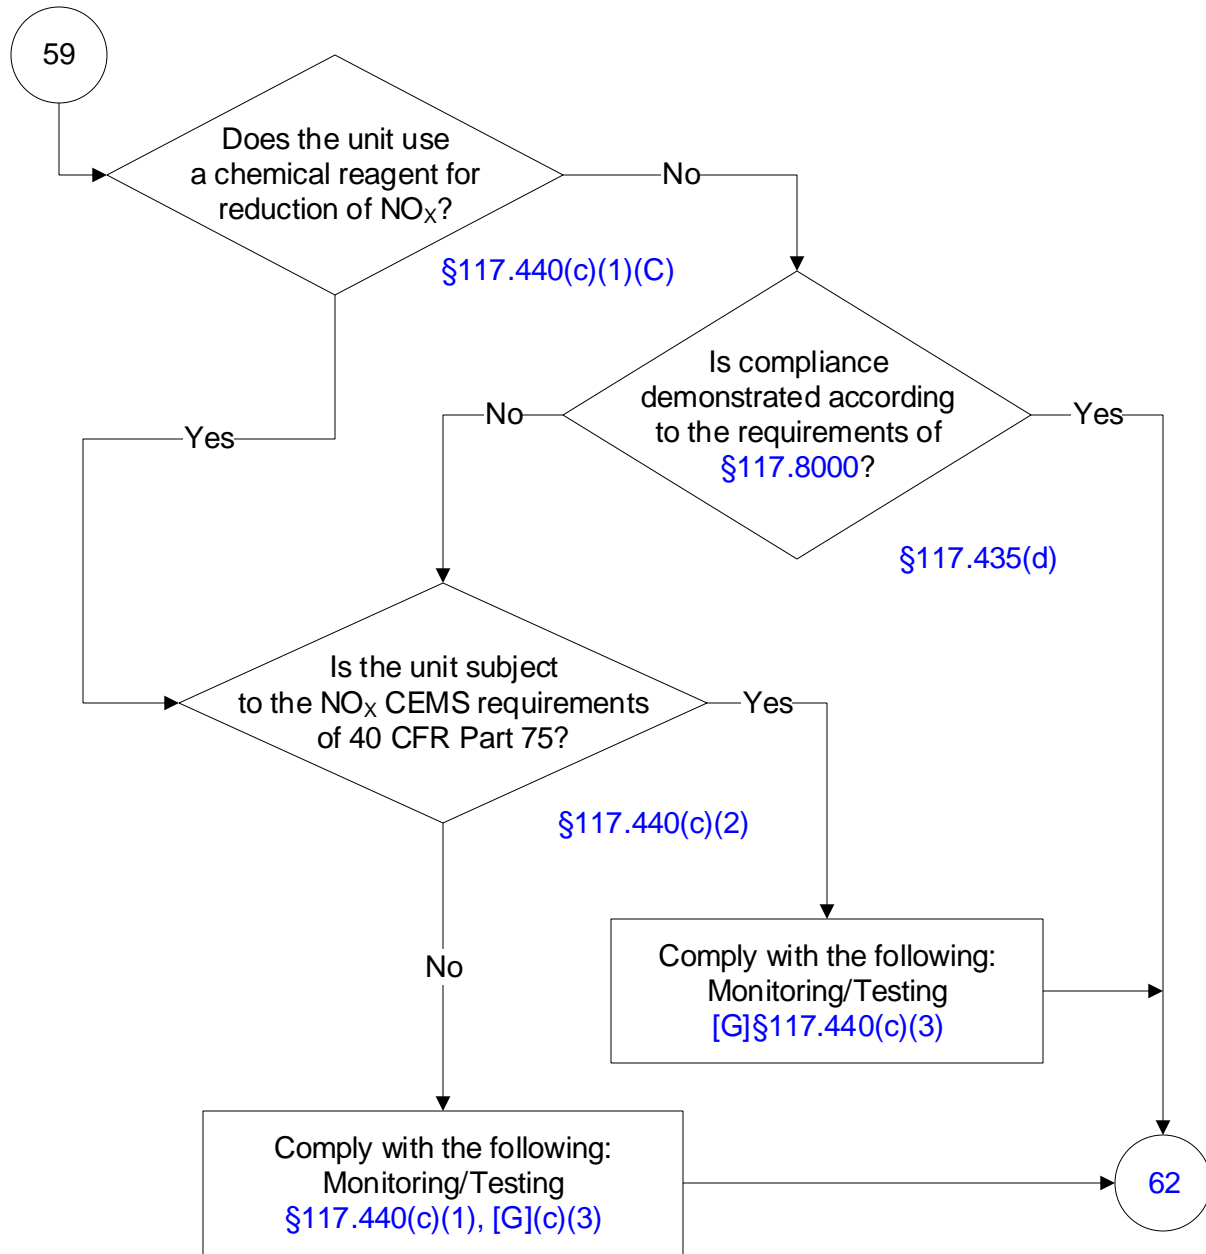 59
Does the unit use
a chemical reagent for
reduction of NOX?
No
§117.440(c)(1)(C)
Is compliance
demonstrated according
to the requirements of
§117.8000?
No
Yes
Yes
§117.435(d)
Is the unit subject
to the NOX CEMS requirements
of 40 CFR Part 75?
Yes
§117.440(c)(2)
No
Comply with the following:
Monitoring/Testing
[G]§117.440(c)(3)
Comply with the following:
Monitoring/Testing
§117.440(c)(1), [G](c)(3)
62